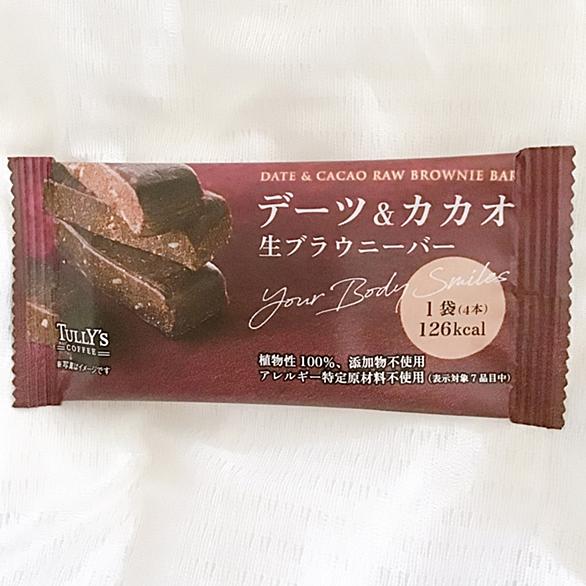 DATE & CACAO RAW BROWNIE BAR
デーツ&カカオ
生ブラウニーバー
Your Body Smiles
1袋(4本)
126kcal
TULLY'S
COFFEE
※写真はイメージです
植物性100%、添加物不使用
アレルギー特定原材料不使用(表示対象7品目中)